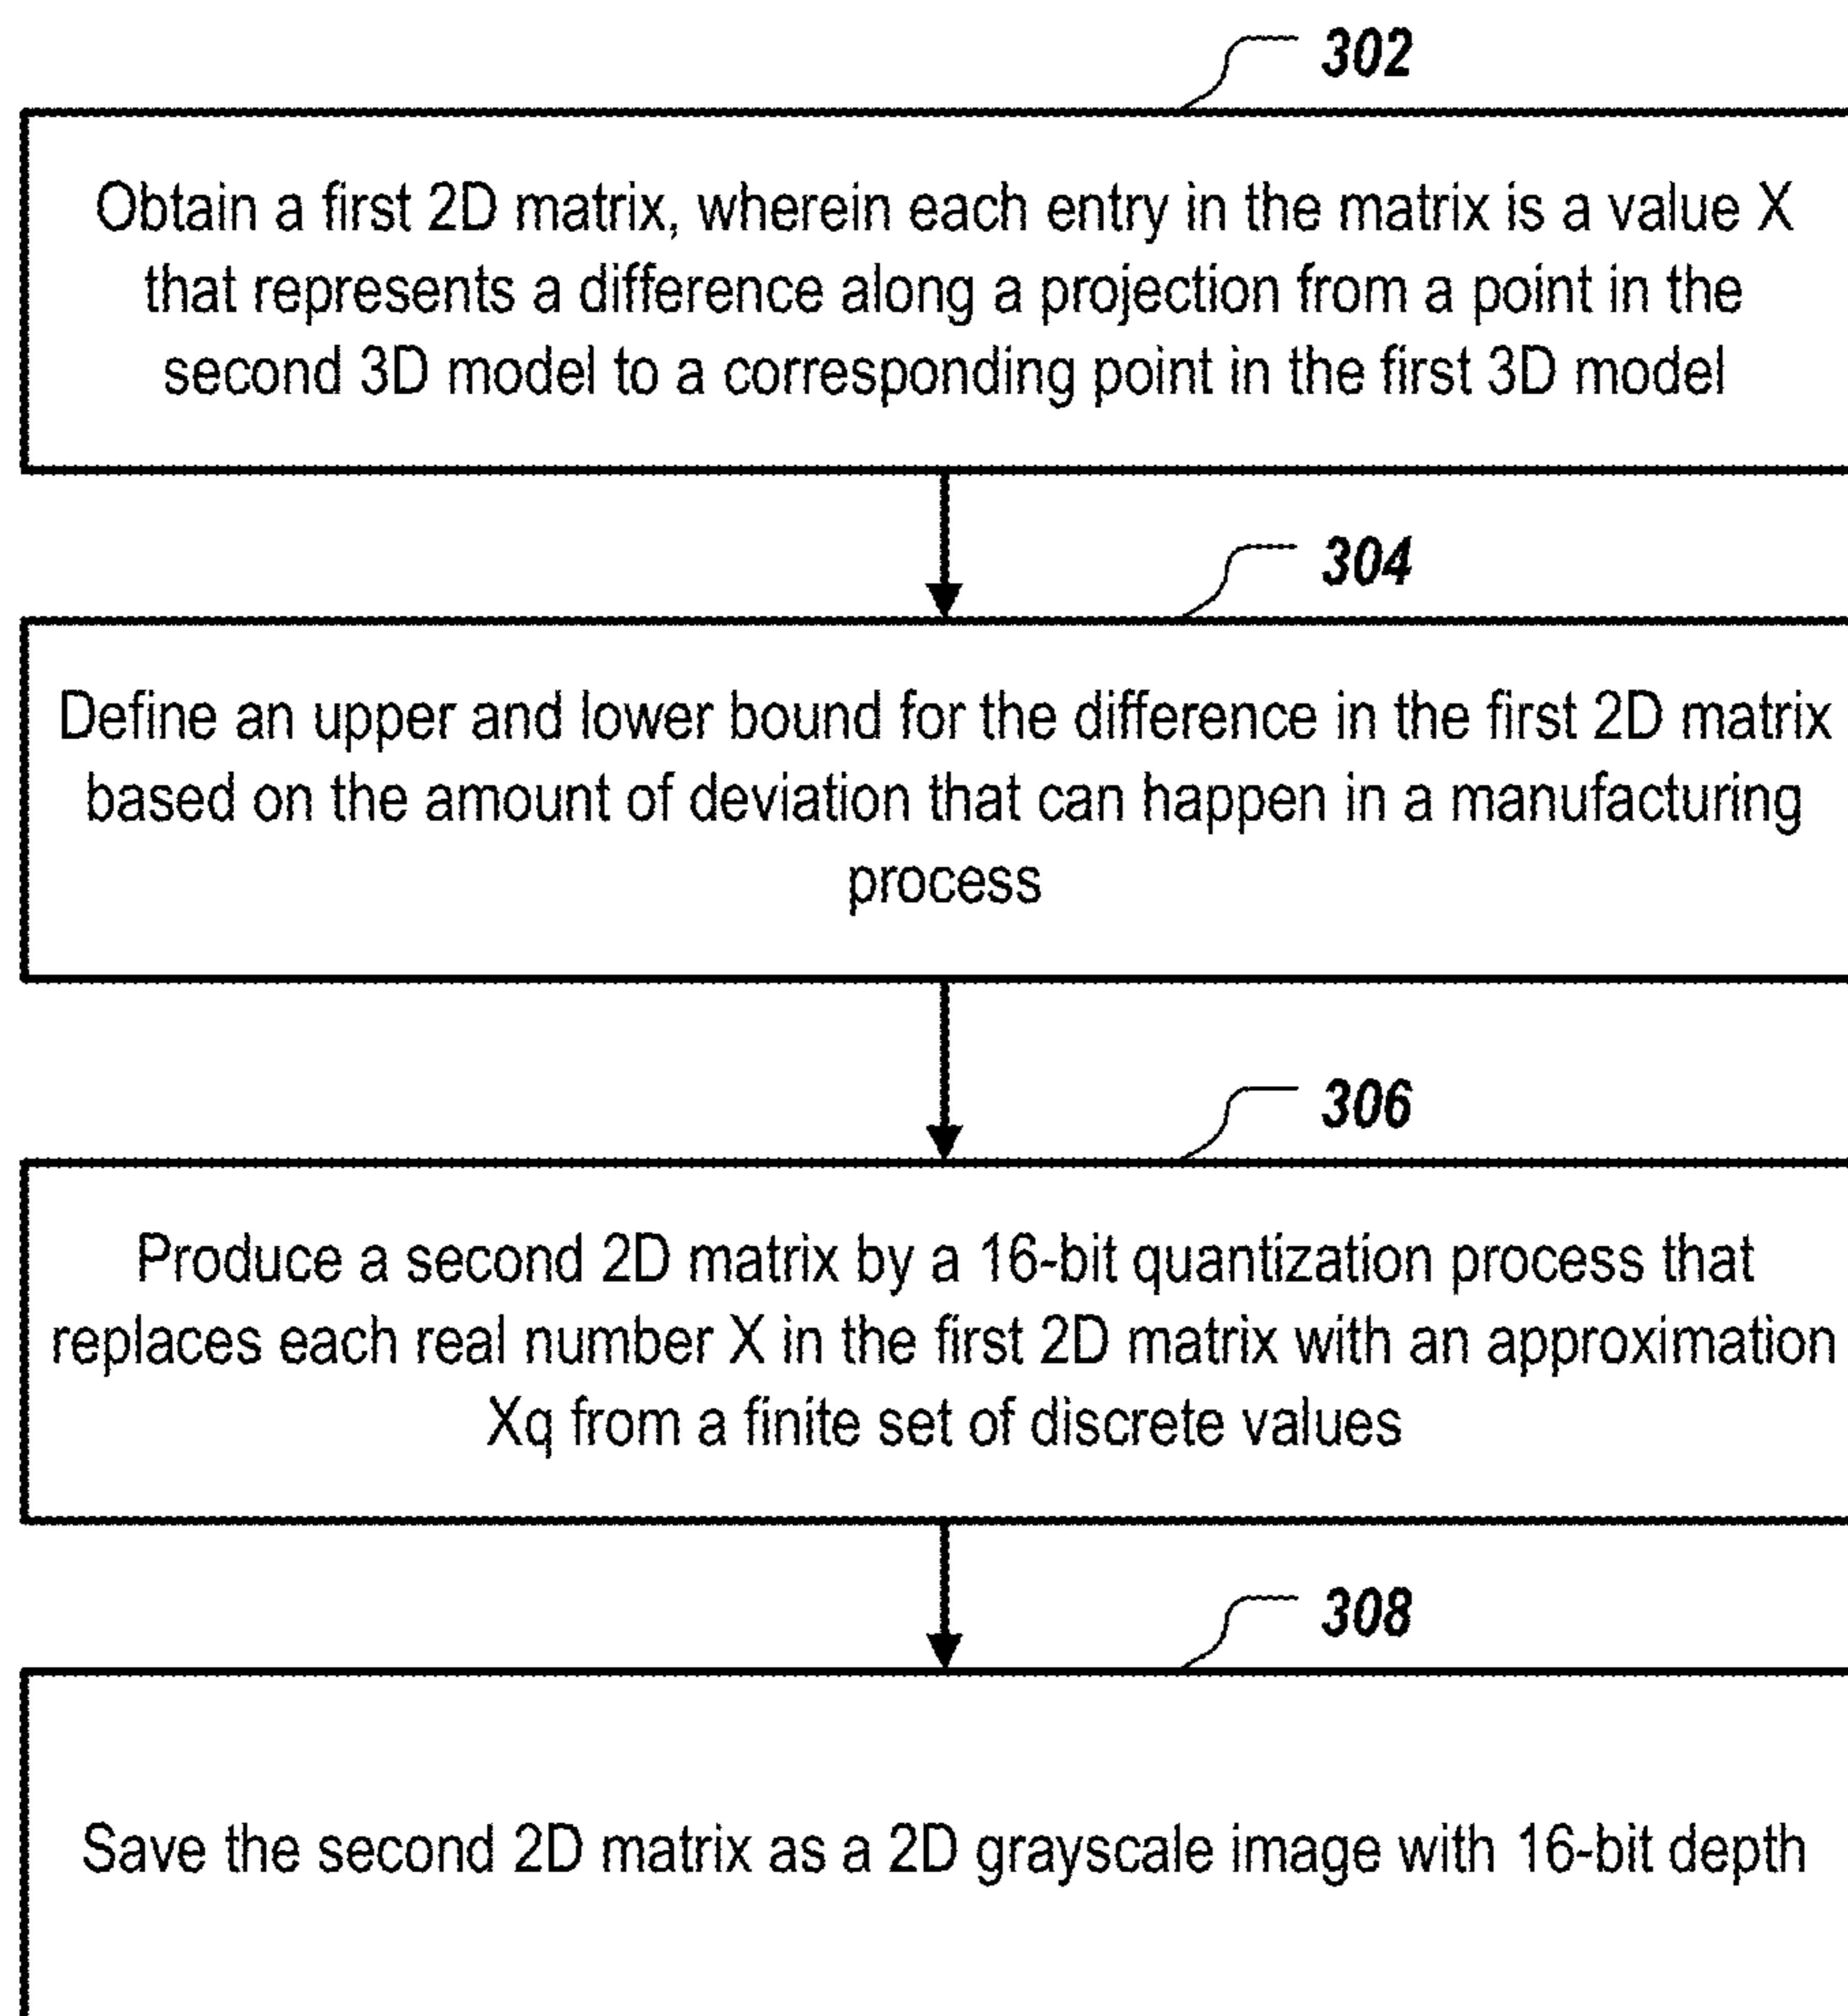 302
Obtain a first 2D matrix, wherein each entry in the matrix is a value X
that represents a difference along a projection from a point in the
second 3D model to a corresponding point in the first 3D model
304
Define an upper and lower bound for the difference in the first 2D matrix
based on the amount of deviation that can happen in a manufacturing
process
306
Produce a second 2D matrix by a 16-bit quantization process that
replaces each real number X in the first 2D matrix with an approximation
Xq from a finite set of discrete values
308
Save the second 2D matrix as a 2D grayscale image with 16-bit depth